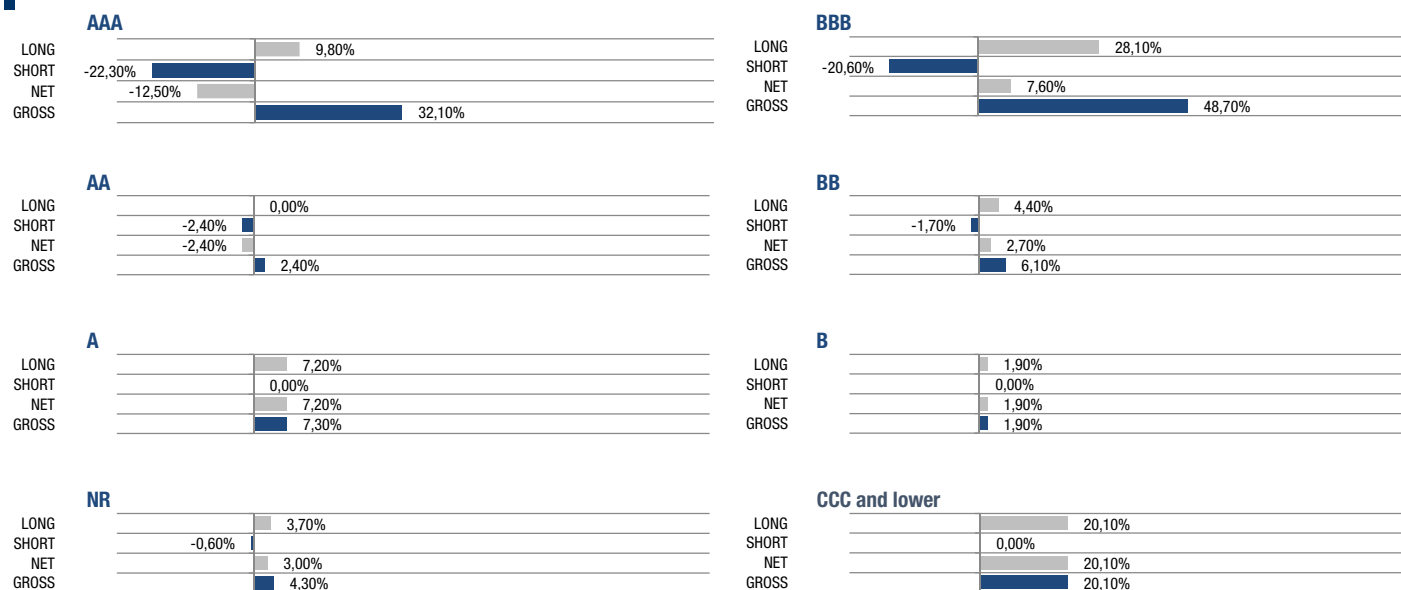 AAA
LONG 9,80%
SHORT -22,30%
NET -12,50%
GROSS 32,10%
BBB
LONG 28,10%
SHORT -20,60%
NET 7,60%
GROSS 48,70%
AA
LONG 0,00%
SHORT -2,40%
NET -2,40%
GROSS 2,40%
BB
LONG 4,40%
SHORT -1,70%
NET 2,70%
GROSS 6,10%
A
LONG 7,20%
SHORT 0,00%
NET 7,20%
GROSS 7,30%
B
LONG 1,90%
SHORT 0,00%
NET 1,90%
GROSS 1,90%
NR
LONG 3,70%
SHORT -0,60%
NET 3,00%
GROSS 4,30%
CCC and lower
LONG 20,10%
SHORT 0,00%
NET 20,10%
GROSS 20,10%